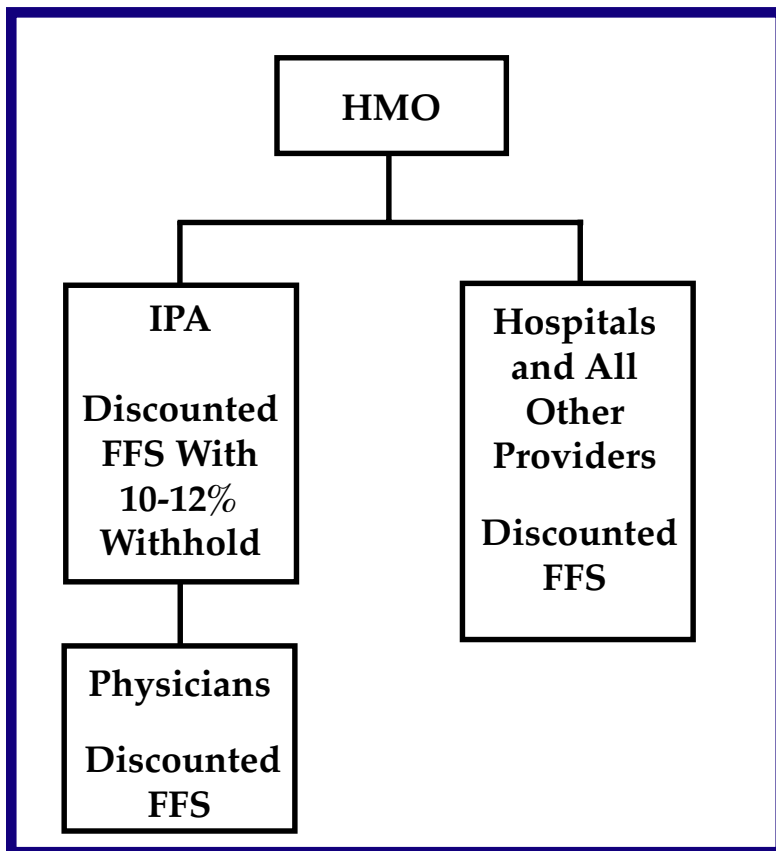 HMO
IPA
Discounted
FFS With
10-12%
Withhold
Hospitals
and All
Other
Providers
Discounted
FFS
Physicians
Discounted
FFS